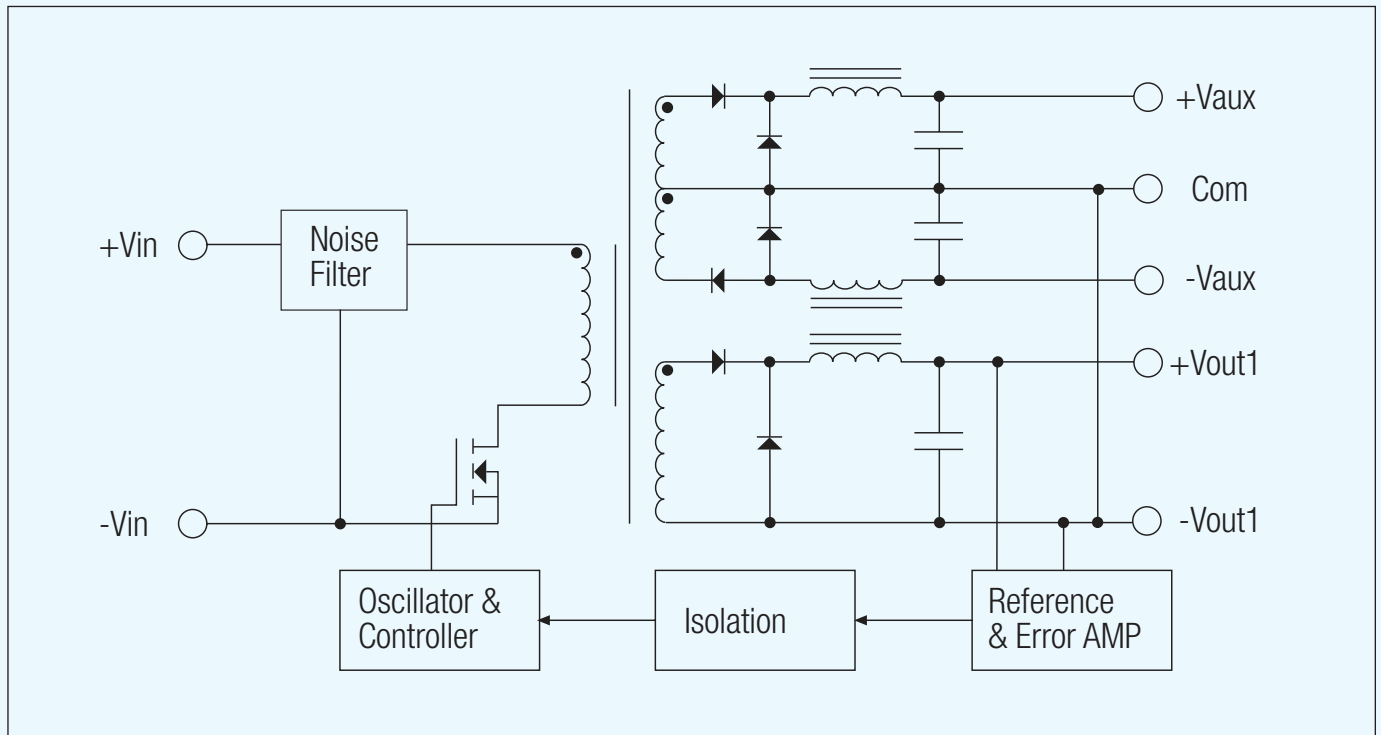 +Vaux
Com
-Vaux
+Vin
Noise
Filter
+Vout1
-Vin
-Vout1
Oscillator &
Controller
Isolation
Reference
& Error AMP